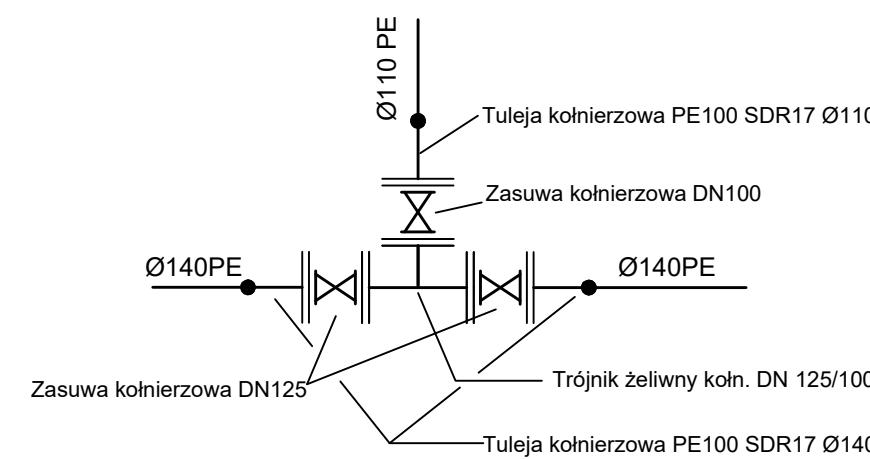 Ø110 PE
Tuleja kołnierzowa PE100 SDR17 Ø110
Zasuwa kołnierzowa DN100
Ø140PE
Ø140PE
Zasuwa kołnierzowa DN125
Trójnik żeliwny kołn. DN 125/100
Tuleja kołnierzowa PE100 SDR17 Ø140